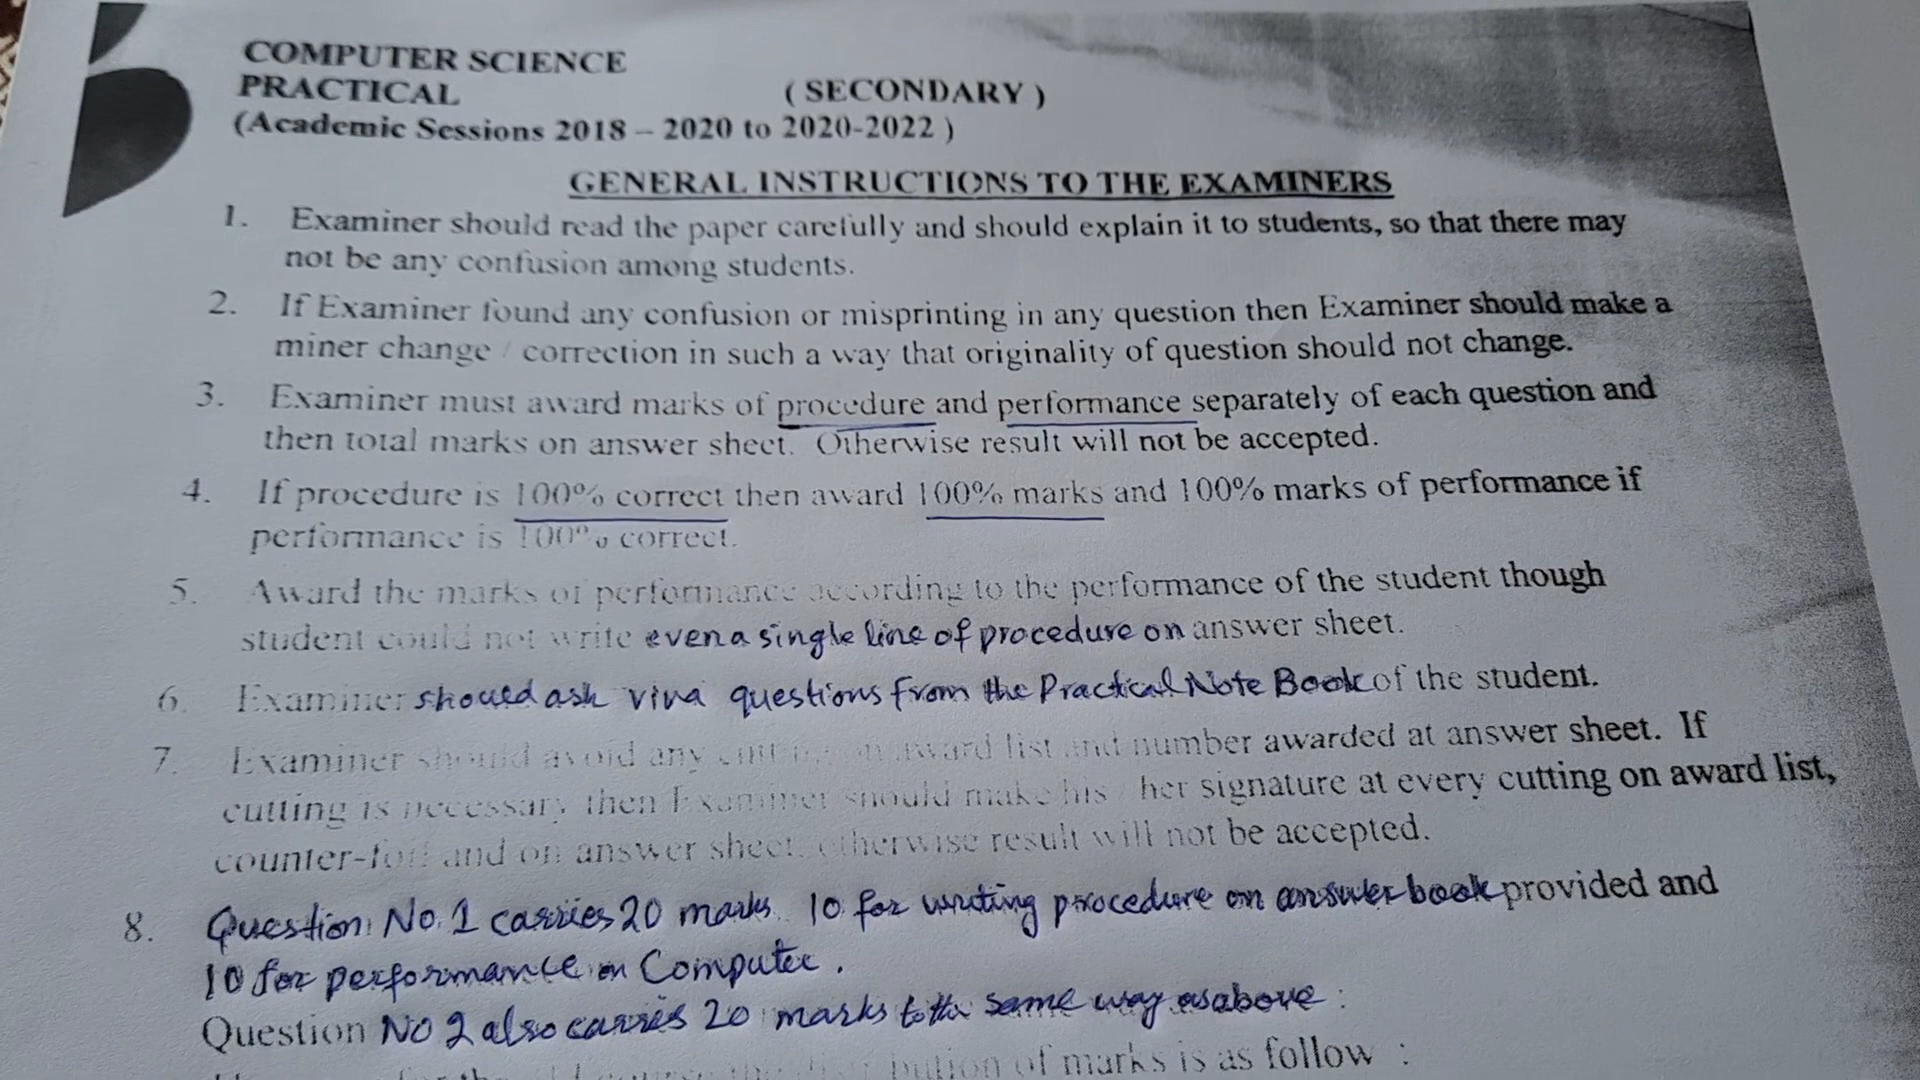 COMPUTER SCIENCE
PRACTICAL ( SECONDARY )
(Academic Sessions 2018 – 2020 to 2020-2022 )
GENERAL INSTRUCTIONS TO THE EXAMINERS
1. Examiner should read the paper carefully and should explain it to students, so that there may
not be any confusion among students.
2. If Examiner found any confusion or misprinting in any question then Examiner should make a
miner change / correction in such a way that originality of question should not change.
3. Examiner must award marks of procedure and performance separately of each question and
then total marks on answer sheet. Otherwise result will not be accepted.
4. If procedure is 100% correct then award 100% marks and 100% marks of performance if
performance is 100% correct.
5. Award the marks of performance according to the performance of the student though
student could not write even a single line of procedure on answer sheet.
6. Examiner should ask viva questions from the Practical Note Book of the student.
7. Examiner should avoid any cutting on award list and number awarded at answer sheet. If
cutting is necessary then Examiner should make his / her signature at every cutting on award list,
counter-foil and on answer sheet. otherwise result will not be accepted.
8. Question No. 1 carries 20 marks 10 for writing procedure on answer book provided and
10 for performance on Computer.
Question No 2 also carries 20 marks to the same way as above :
of marks is as follow :